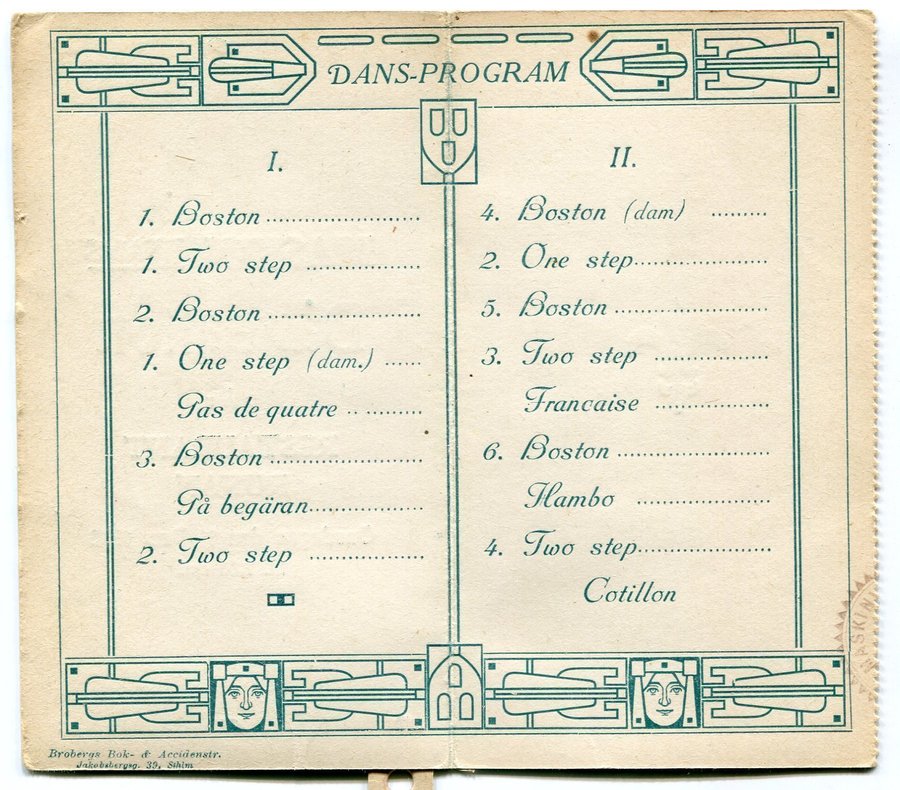 DANS-PROGRAM
I.
1. Boston ......................
1. Two step .................
2. Boston ......................
1. One step (dam.) ......
Pas de quatre .. .........
3. Boston ......................
På begäran.................
2. Two step .................
II.
4. Boston (dam) ........
2. One step...................
5. Boston ......................
3. Two step .................
Francaise .................
6. Boston ......................
Hambo ...................
4. Two step...................
Cotillon
Brobergs Bok- & Accidenstr.
Jakobsbergsg. 39, Sthlm
MASKIN